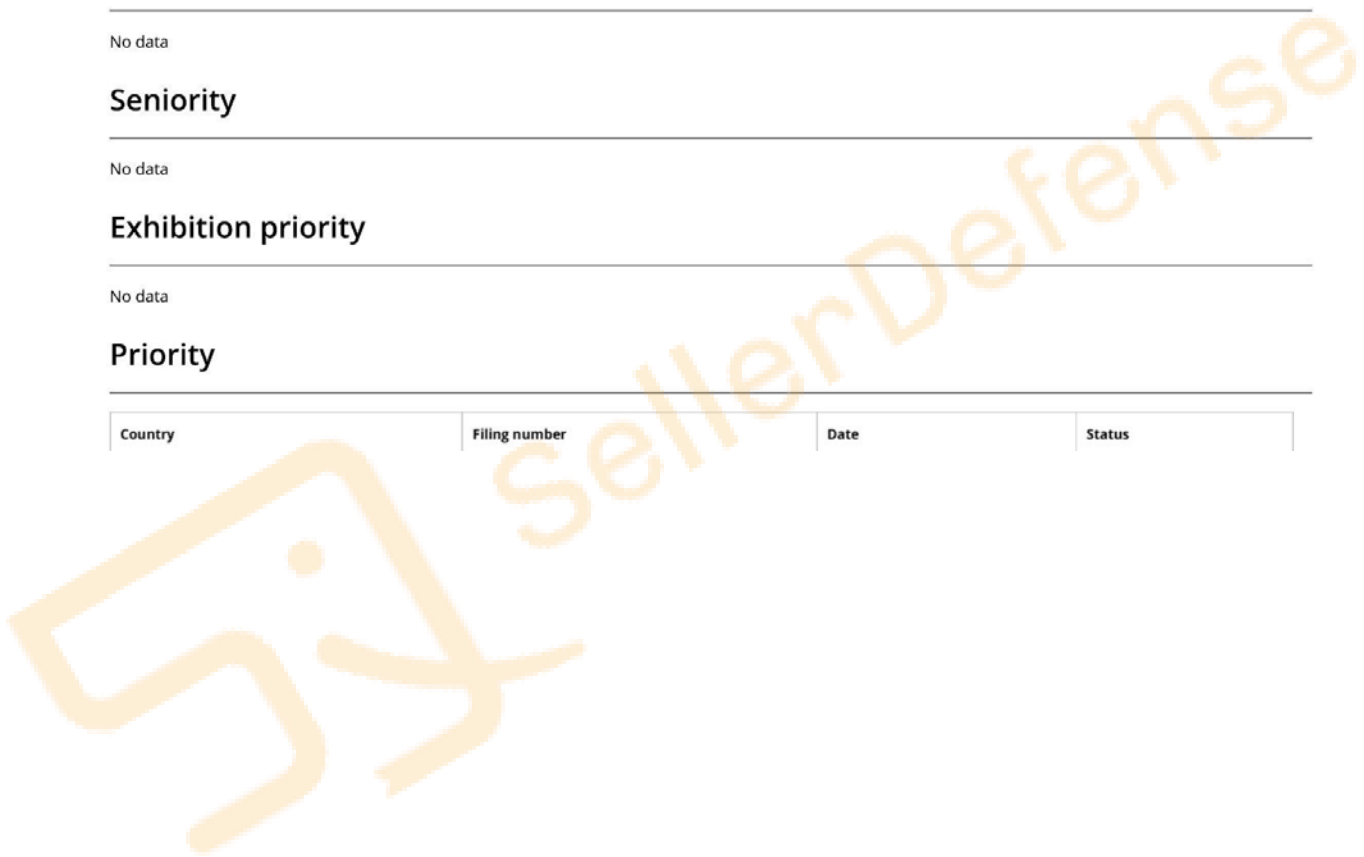 No data
Seniority
No data
Exhibition priority
No data
Priority
Country Filing number Date Status
SellerDefense